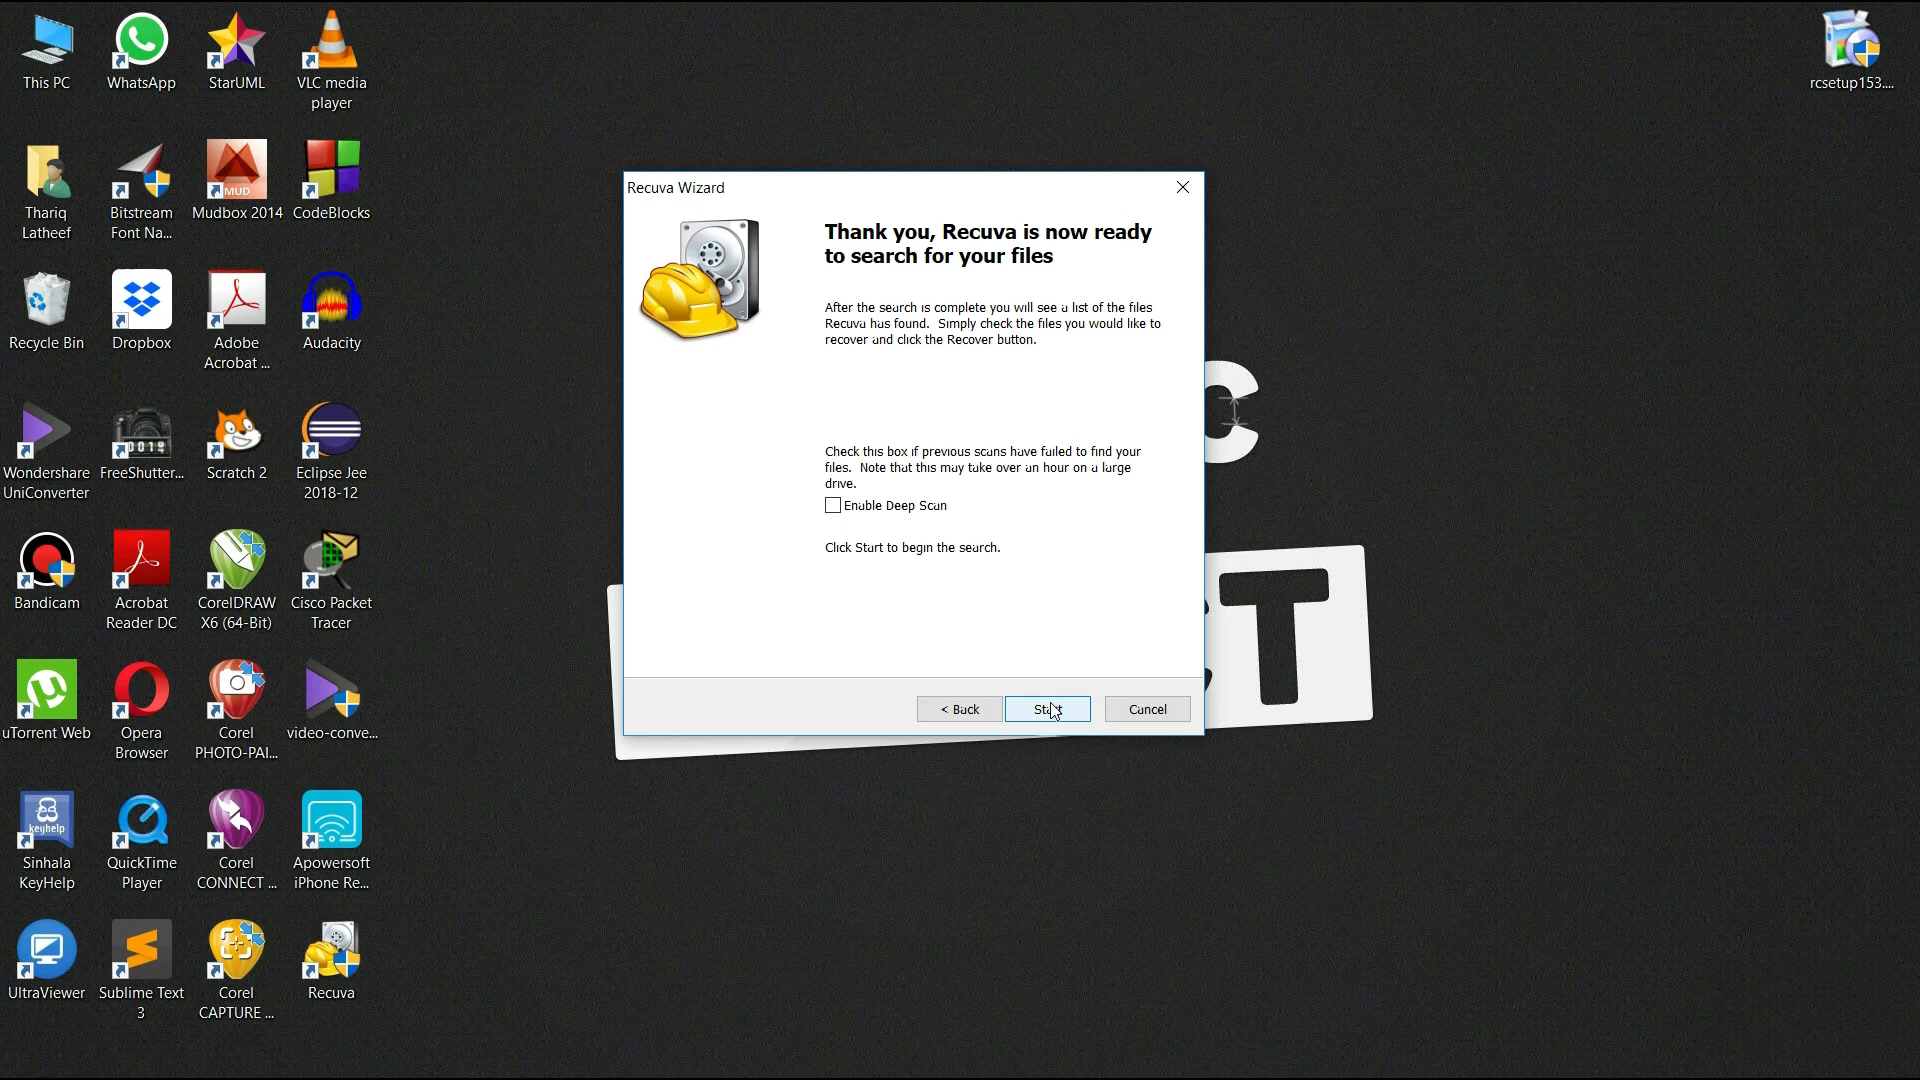 This PC
WhatsApp
StarUML
VLC media
player
rcsetup153....
Thariq
Latheef
Bitstream
Font Na...
MUD
Mudbox 2014
CodeBlocks
Recycle Bin
Dropbox
Adobe
Acrobat ...
Audacity
Wondershare
UniConverter
0019
FreeShutter...
Scratch 2
Eclipse Jee
2018-12
Bandicam
Acrobat
Reader DC
CorelDRAW
X6 (64-Bit)
Cisco Packet
Tracer
uTorrent Web
Opera
Browser
Corel
PHOTO-PAI...
video-conve...
keyhelp
Sinhala
KeyHelp
QuickTime
Player
Corel
CONNECT ...
Apowersoft
iPhone Re...
UltraViewer
Sublime Text
3
Corel
CAPTURE ...
Recuva
Recuva Wizard
Thank you, Recuva is now ready
to search for your files
After the search is complete you will see a list of the files
Recuva has found. Simply check the files you would like to
recover and click the Recover button.
Check this box if previous scans have failed to find your
files. Note that this may take over an hour on a large
drive.
Enable Deep Scan
Click Start to begin the search.
< Back
Start
Cancel
C
T